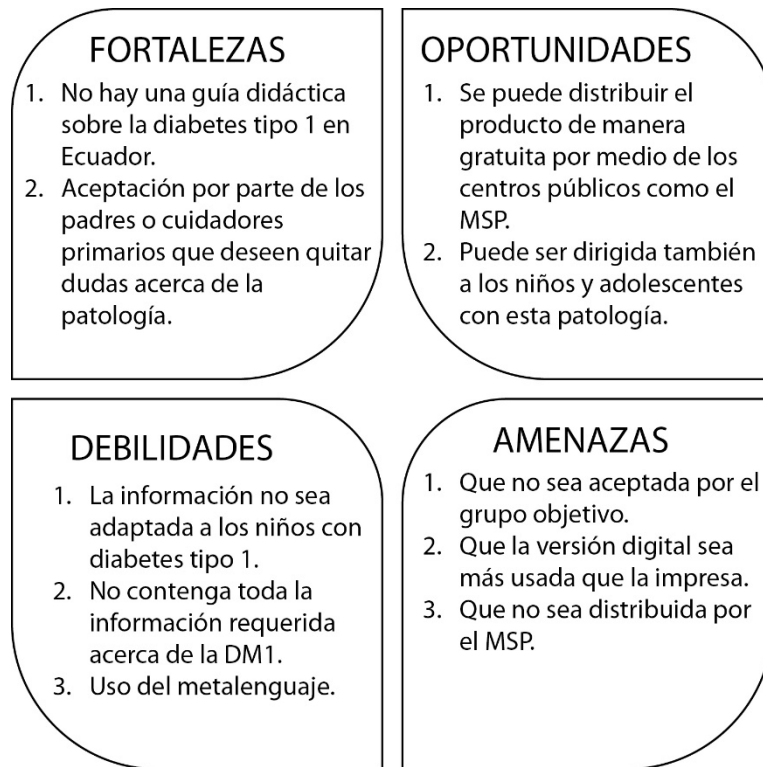 FORTALEZAS
1. No hay una guía didáctica
sobre la diabetes tipo 1 en
Ecuador.
2. Aceptación por parte de los
padres o cuidadores
primarios que deseen quitar
dudas acerca de la
patología.
OPORTUNIDADES
1. Se puede distribuir el
producto de manera
gratuita por medio de los
centros públicos como el
MSP.
2. Puede ser dirigida también
a los niños y adolescentes
con esta patología.
DEBILIDADES
1. La información no sea
adaptada a los niños con
diabetes tipo 1.
2. No contenga toda la
información requerida
acerca de la DM1.
3. Uso del metalenguaje.
AMENAZAS
1. Que no sea aceptada por el
grupo objetivo.
2. Que la versión digital sea
más usada que la impresa.
3. Que no sea distribuida por
el MSP.